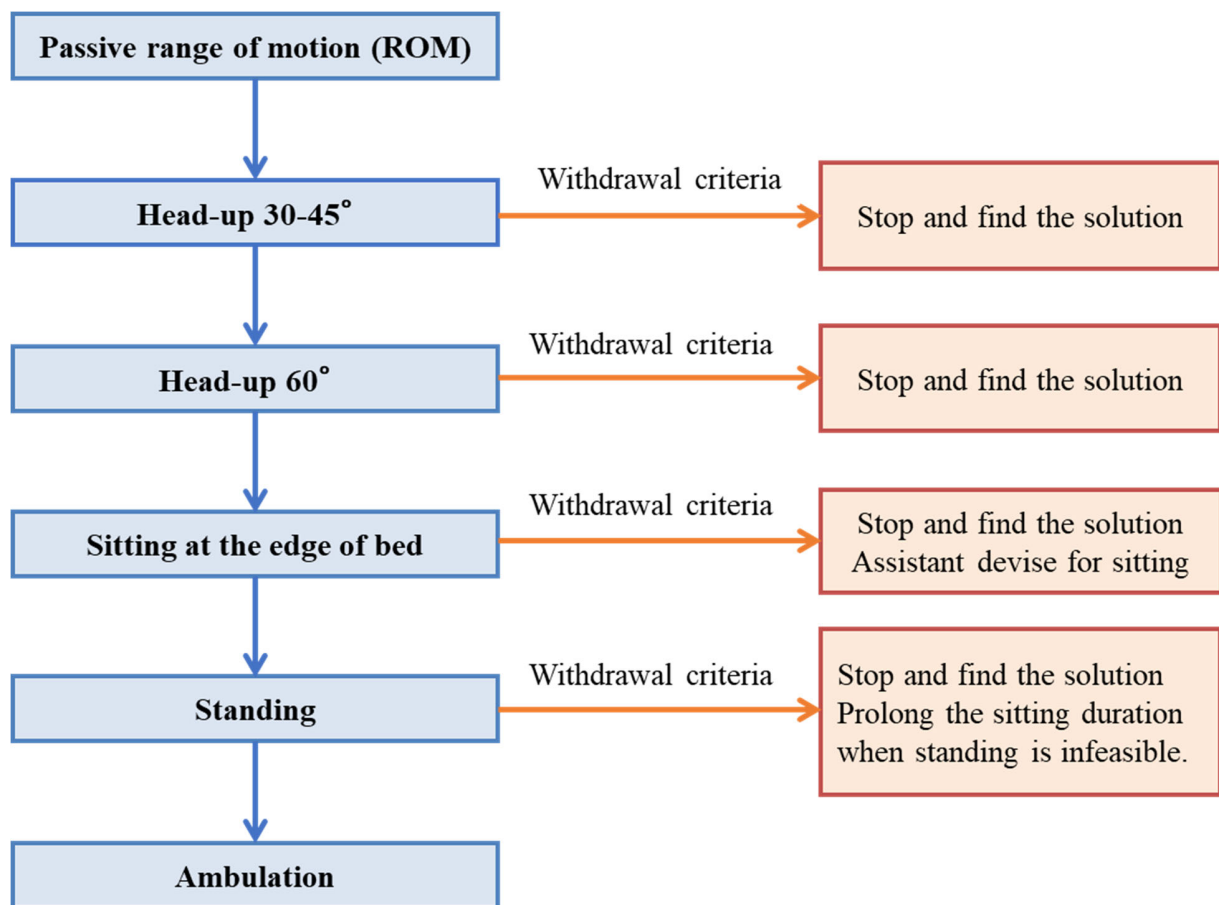 Passive range of motion (ROM)
Withdrawal criteria
Head-up 30-45°
Stop and find the solution
Withdrawal criteria
Head-up 60°
Stop and find the solution
Withdrawal criteria
Sitting at the edge of bed
Stop and find the solution
Assistant devise for sitting
Withdrawal criteria
Standing
Stop and find the solution
Prolong the sitting duration
when standing is infeasible.
Ambulation